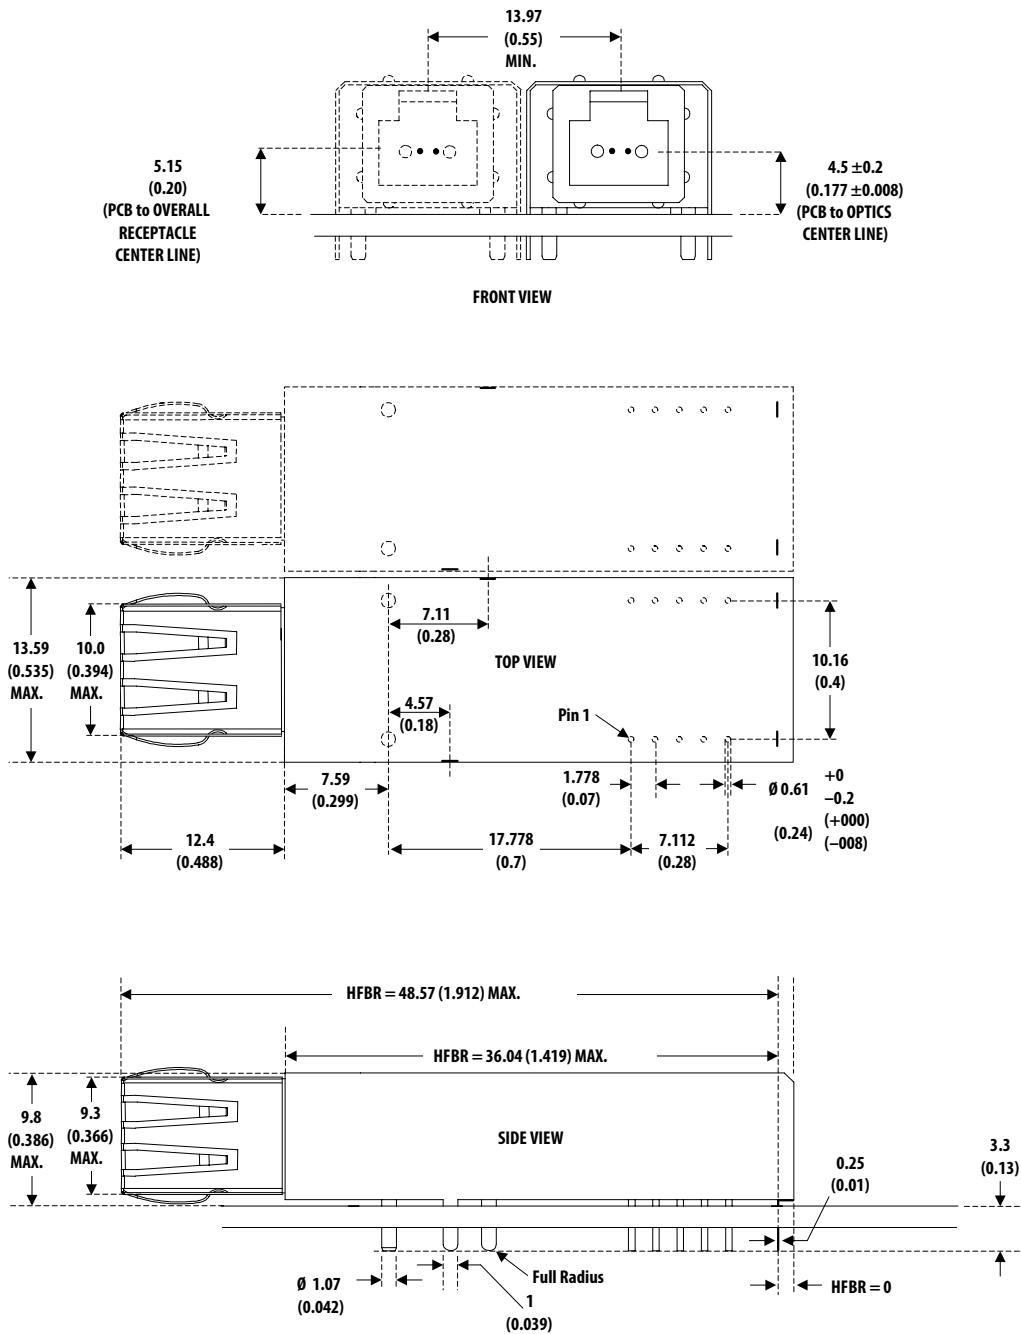 13.97
(0.55)
MIN.
5.15
(0.20)
(PCB to OVERALL
RECEPTACLE
CENTER LINE)
4.5 ±0.2
(0.177 ±0.008)
(PCB to OPTICS
CENTER LINE)
FRONT VIEW
13.59
(0.535)
MAX.
10.0
(0.394)
MAX.
7.11
(0.28)
TOP VIEW
10.16
(0.4)
4.57
(0.18)
Pin 1
7.59
(0.299)
1.778
(0.07)
Ø 0.61
+0
–0.2
(0.24)
(+000)
(–008)
12.4
(0.488)
17.778
(0.7)
7.112
(0.28)
HFBR = 48.57 (1.912) MAX.
HFBR = 36.04 (1.419) MAX.
9.8
(0.386)
MAX.
9.3
(0.366)
MAX.
SIDE VIEW
0.25
(0.01)
3.3
(0.13)
Ø 1.07
(0.042)
1
(0.039)
Full Radius
HFBR = 0